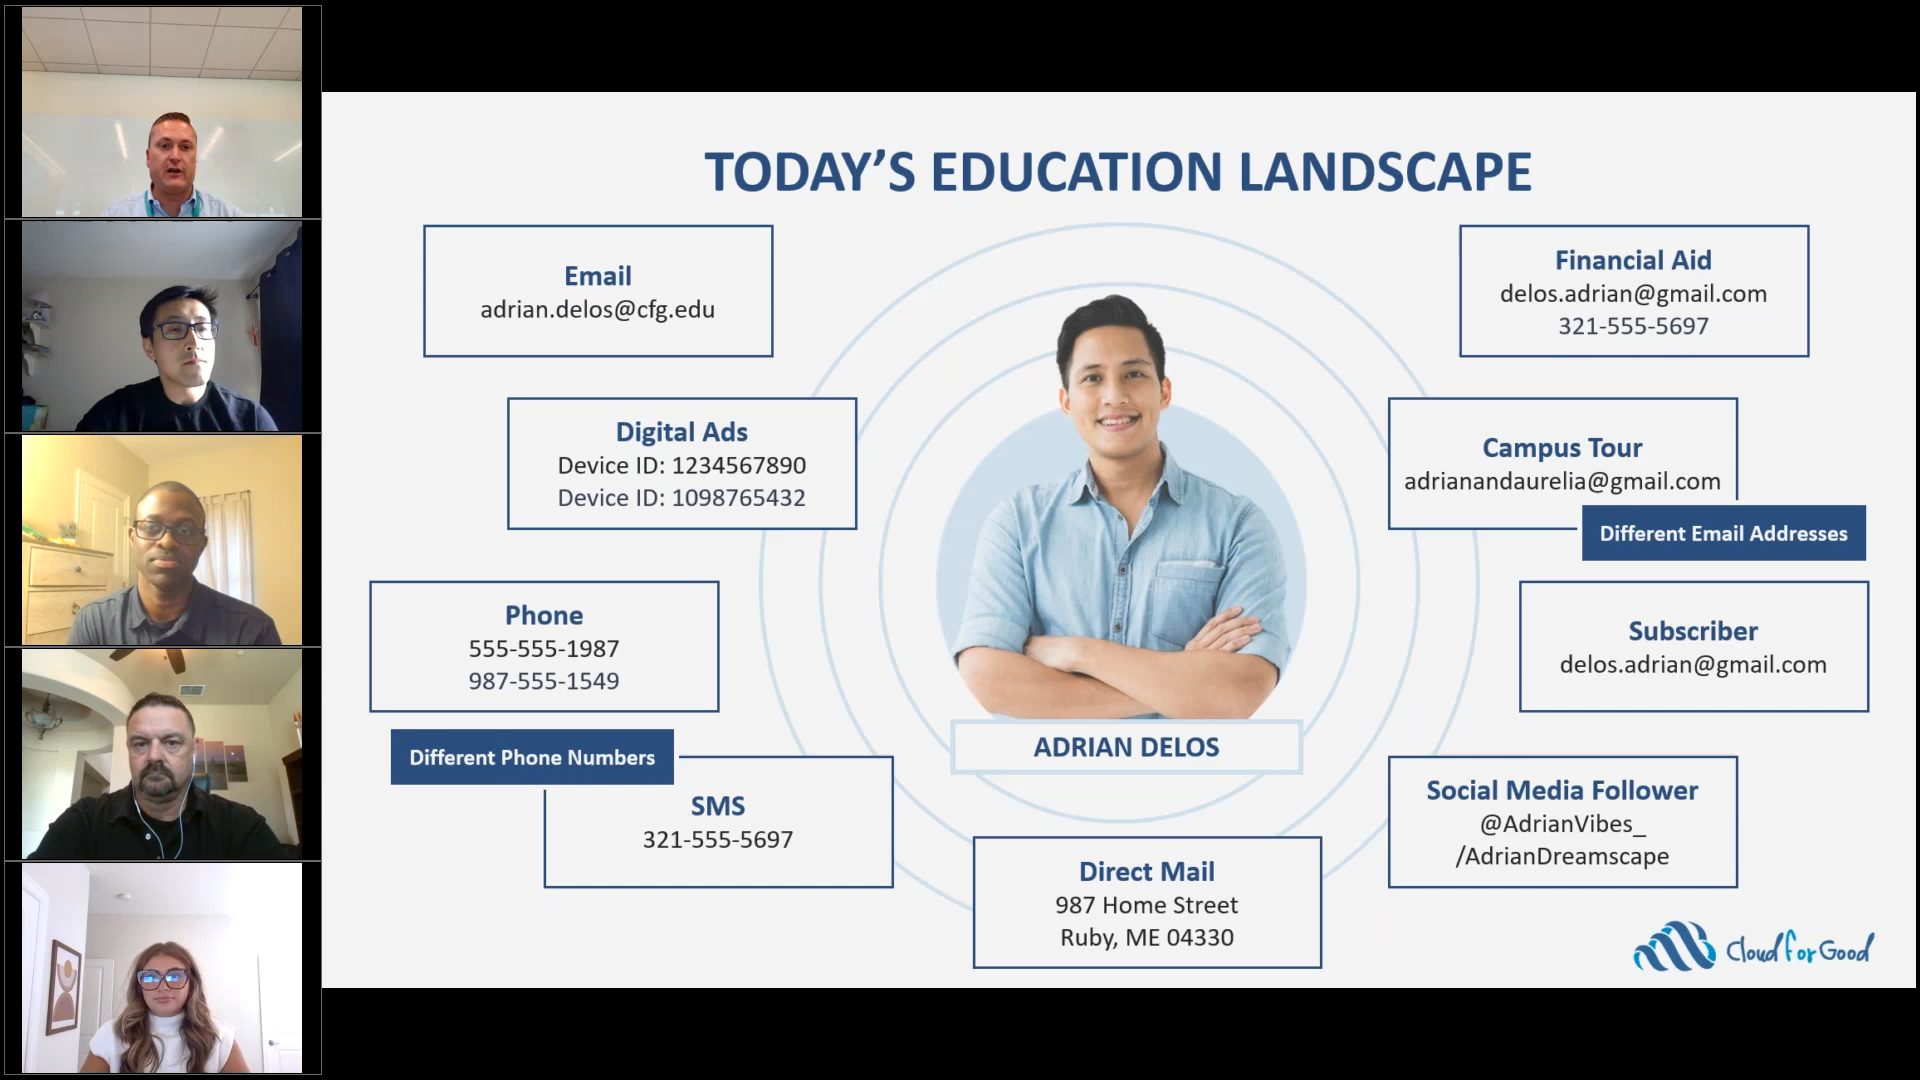 TODAY’S EDUCATION LANDSCAPE
Email
adrian.delos@cfg.edu
Financial Aid
delos.adrian@gmail.com
321-555-5697
Digital Ads
Device ID: 1234567890
Device ID: 1098765432
Campus Tour
adrianandaurelia@gmail.com
Different Email Addresses
Phone
555-555-1987
987-555-1549
Subscriber
delos.adrian@gmail.com
Different Phone Numbers
ADRIAN DELOS
SMS
321-555-5697
Social Media Follower
@AdrianVibes_
/AdrianDreamscape
Direct Mail
987 Home Street
Ruby, ME 04330
Cloud for Good